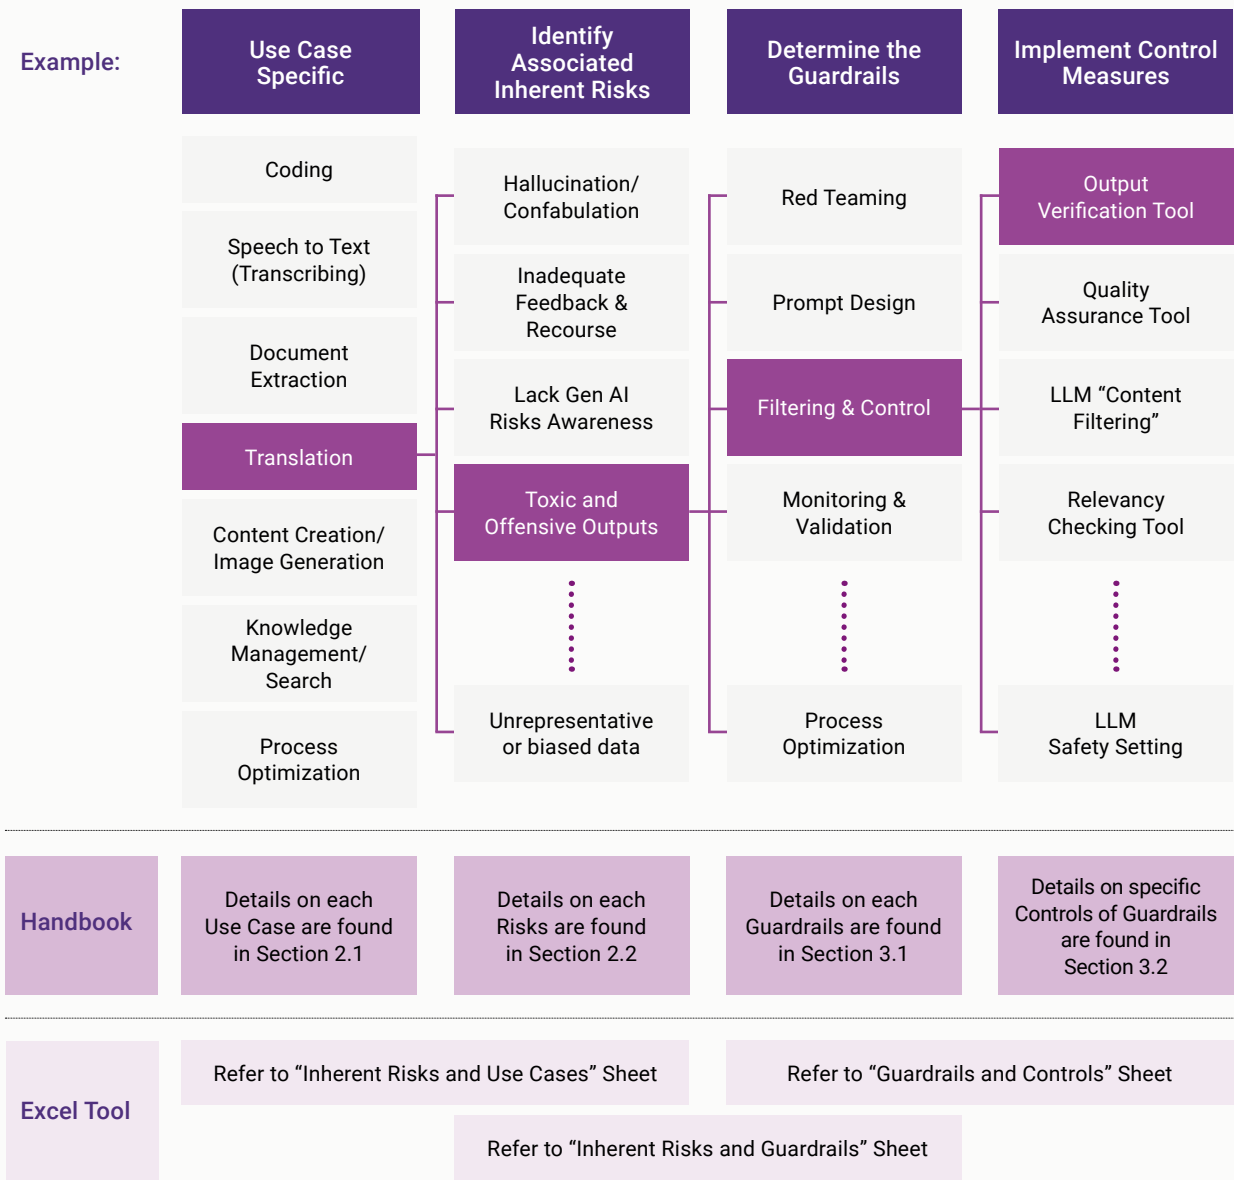 Example:
Use Case
Specific
Identify
Associated
Inherent Risks
Determine the
Guardrails
Implement Control
Measures
Coding
Speech to Text
(Transcribing)
Document
Extraction
Translation
Content Creation/
Image Generation
Knowledge
Management/
Search
Process
Optimization
Hallucination/
Confabulation
Inadequate
Feedback &
Recourse
Lack Gen AI
Risks Awareness
Toxic and
Offensive Outputs
Unrepresentative
or biased data
Red Teaming
Prompt Design
Filtering & Control
Monitoring &
Validation
Process
Optimization
Output
Verification Tool
Quality
Assurance Tool
LLM “Content
Filtering”
Relevancy
Checking Tool
LLM
Safety Setting
Handbook
Details on each
Use Case are found
in Section 2.1
Details on each
Risks are found
in Section 2.2
Details on each
Guardrails are found
in Section 3.1
Details on specific
Controls of Guardrails
are found in
Section 3.2
Excel Tool
Refer to “Inherent Risks and Use Cases” Sheet
Refer to “Guardrails and Controls” Sheet
Refer to “Inherent Risks and Guardrails” Sheet